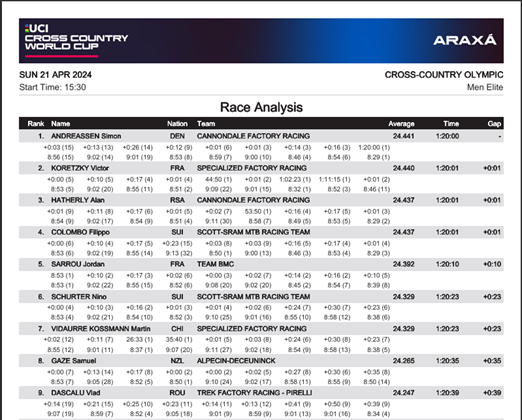 UCI
CROSS COUNTRY
WORLD CUP
ARAXÁ
SUN 21 APR 2024 CROSS-COUNTRY OLYMPIC
Start Time: 15:30 Men Elite
Race Analysis
Rank Name Nation Team Average Time Gap
1. ANDREASSEN Simon DEN CANNONDALE FACTORY RACING 24.441 1:20:00 -
+0:03 (15) +0:13 (13) +0:26 (14) +0:12 (9) +0:01 (6) +0:01 (3) +0:14 (3) +0:16 (3) 1:20:00 (1)
8:56 (15) 9:02 (14) 9:01 (19) 8:53 (8) 8:59 (7) 9:00 (10) 8:46 (4) 8:54 (6) 8:29 (1)
2. KORETZKY Victor FRA SPECIALIZED FACTORY RACING 24.440 1:20:01 +0:01
+0:00 (5) +0:10 (5) +0:17 (4) +0:01 (4) 44:50 (1) +0:01 (2) 1:02:23 (1) 1:11:15 (1) +0:01 (2)
8:53 (5) 9:02 (20) 8:55 (11) 8:51 (2) 9:09 (22) 9:01 (15) 8:32 (1) 8:52 (3) 8:46 (11)
3. HATHERLY Alan RSA CANNONDALE FACTORY RACING 24.437 1:20:01 +0:01
+0:01 (9) +0:11 (8) +0:17 (6) +0:01 (5) +0:02 (7) 53:50 (1) +0:16 (4) +0:17 (5) +0:01 (3)
8:54 (9) 9:02 (17) 8:54 (9) 8:51 (4) 9:11 (30) 8:58 (7) 8:49 (5) 8:53 (5) 8:29 (2)
4. COLOMBO Filippo SUI SCOTT-SRAM MTB RACING TEAM 24.437 1:20:01 +0:01
+0:00 (6) +0:10 (4) +0:17 (5) +0:23 (15) +0:03 (8) +0:03 (9) +0:16 (5) +0:17 (4) +0:01 (4)
8:53 (6) 9:02 (19) 8:55 (14) 9:13 (32) 8:50 (1) 9:00 (13) 8:46 (3) 8:53 (4) 8:29 (3)
5. SARROU Jordan FRA TEAM BMC 24.392 1:20:10 +0:10
8:53 (1) +0:10 (2) +0:17 (3) +0:02 (6) +0:00 (3) +0:02 (7) +0:14 (2) +0:16 (2) +0:10 (5)
8:53 (1) 9:02 (22) 8:55 (15) 8:52 (6) 9:08 (20) 9:02 (20) 8:45 (2) 8:54 (7) 8:39 (8)
6. SCHURTER Nino SUI SCOTT-SRAM MTB RACING TEAM 24.329 1:20:23 +0:23
+0:00 (4) +0:10 (3) +0:16 (2) +0:01 (3) +0:01 (4) +0:02 (6) +0:24 (7) +0:30 (7) +0:23 (6)
8:53 (4) 9:02 (21) 8:54 (10) 8:52 (3) 9:10 (25) 9:01 (16) 8:55 (10) 8:58 (12) 8:38 (6)
7. VIDAURRE KOSSMANN Martin CHI SPECIALIZED FACTORY RACING 24.329 1:20:23 +0:23
+0:02 (12) +0:11 (7) 26:33 (1) 35:40 (1) +0:01 (5) +0:03 (8) +0:24 (6) +0:30 (8) +0:23 (7)
8:55 (12) 9:01 (11) 8:37 (1) 9:07 (20) 9:11 (27) 9:02 (18) 8:54 (9) 8:58 (13) 8:38 (5)
8. GAZE Samuel NZL ALPECIN-DECEUNINCK 24.265 1:20:35 +0:35
+0:00 (7) +0:13 (14) +0:17 (8) +0:00 (2) +0:00 (2) +0:02 (5) +0:27 (8) +0:30 (6) +0:35 (8)
8:53 (7) 9:05 (28) 8:52 (5) 8:50 (1) 9:10 (24) 9:02 (17) 8:58 (11) 8:55 (9) 8:50 (14)
9. DASCALU Vlad ROU TREK FACTORY RACING - PIRELLI 24.247 1:20:39 +0:39
+0:14 (19) +0:21 (15) +0:25 (10) +0:23 (11) +0:14 (11) +0:13 (12) +0:41 (9) +0:50 (9) +0:39 (9)
9:07 (19) 8:59 (7) 8:52 (4) 9:05 (18) 9:01 (9) 8:59 (9) 9:01 (13) 9:01 (16) 8:34 (4)